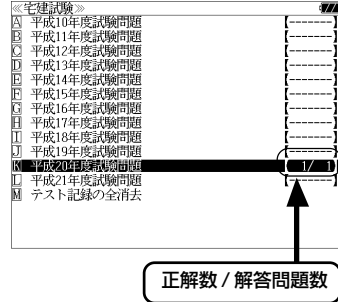 ≪宅建試験≫
A 平成10年度試験問題 【-------】
B 平成11年度試験問題 【-------】
C 平成12年度試験問題 【-------】
D 平成13年度試験問題 【-------】
E 平成14年度試験問題 【-------】
F 平成15年度試験問題 【-------】
G 平成16年度試験問題 【-------】
H 平成17年度試験問題 【-------】
I 平成18年度試験問題 【-------】
J 平成19年度試験問題 【-------】
K 平成20年度試験問題 【 1/ 1】
L 平成21年度試験問題 【-------】
M テスト記録の全消去
正解数 / 解答問題数